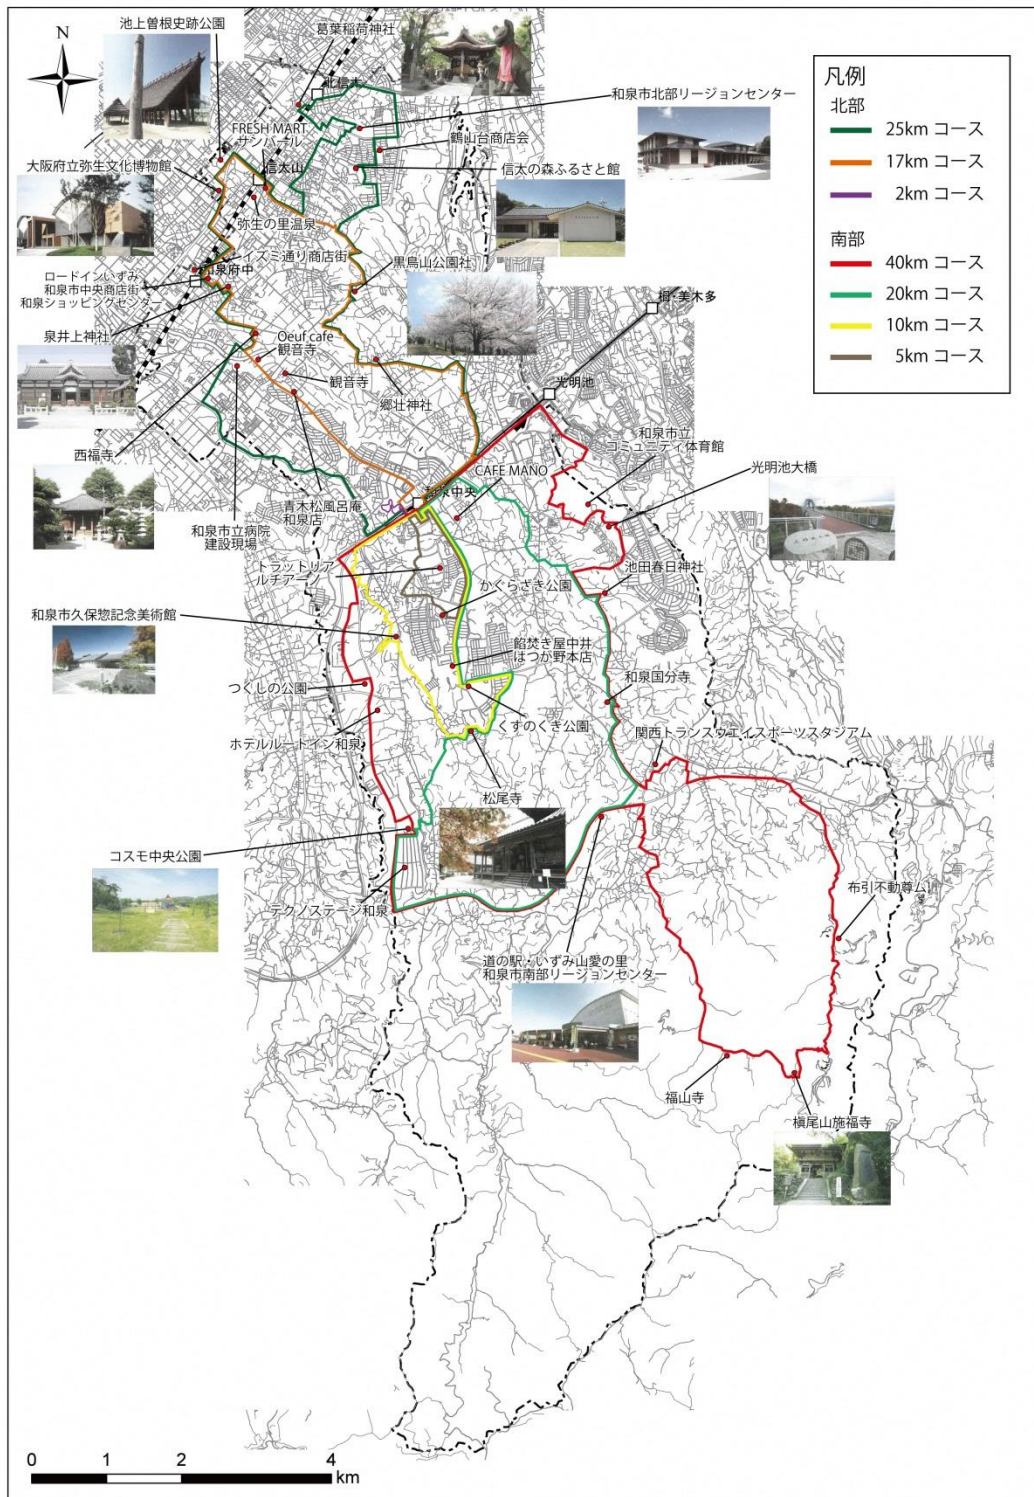 池上曽根史跡公園
葛葉稲荷神社
N
北信太
和泉市北部リージョンセンター
FRESH MART
サンハーナル
鶴山台商店会
信太山
大阪府立弥生文化博物館
信太の森ふるさと館
弥生の里温泉
イズミ通り商店街
和泉府中
黒鳥山公園社
ロードインいずみ
和泉市中央商店街
和泉ショッピングセンター
泉井上神社
栂・美木多
Oeuf cafe
観音寺
観音寺
郷荘神社
光明池
和泉市立
コミュニティ体育館
西福寺
CAFE MANO
光明池大橋
和泉中央
青木松風呂庵
和泉店
和泉市立病院
建設現場
トラットリア
ルチアーノ
池田春日神社
かぐらざき公園
和泉市久保惣記念美術館
餡焚き屋中井
はつが野本店
つくしの公園
和泉国分寺
くすのくき公園
関西トランスウエイスポーツスタジアム
ホテルルートイン和泉
松尾寺
コスモ中央公園
布引不動尊ム
テクノステージ和泉
道の駅・いずみ山愛の里
和泉市南部リージョンセンター
福山寺
槇尾山施福寺
凡例
北部
25km コース
17km コース
2km コース
南部
40km コース
20km コース
10km コース
5km コース
0 1 2 4
km